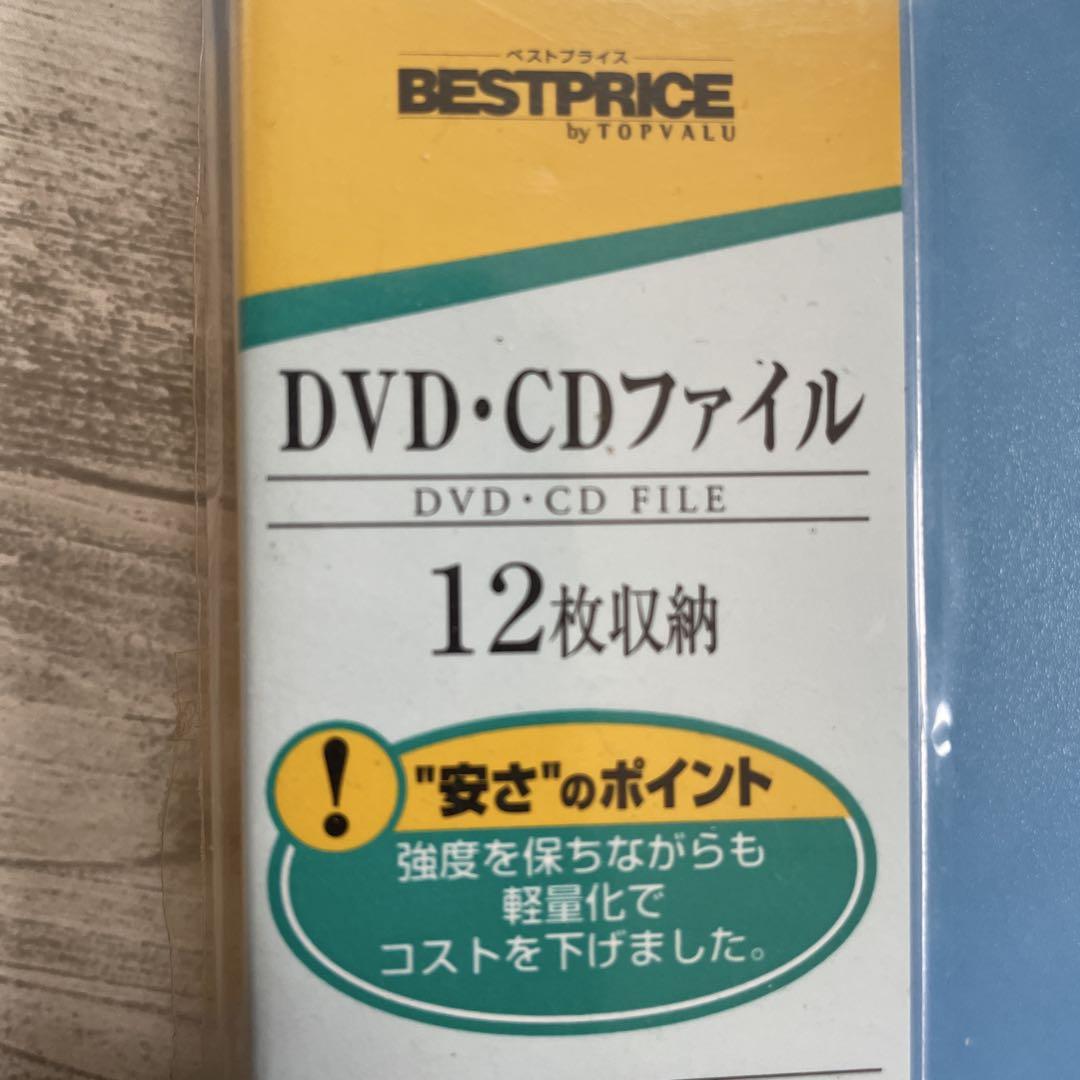 ベストプライス
BESTPRICE
by TOPVALU
DVD・CDファイル
DVD・CD FILE
12枚収納
! "安さ"のポイント
強度を保ちながらも
軽量化で
コストを下げました。